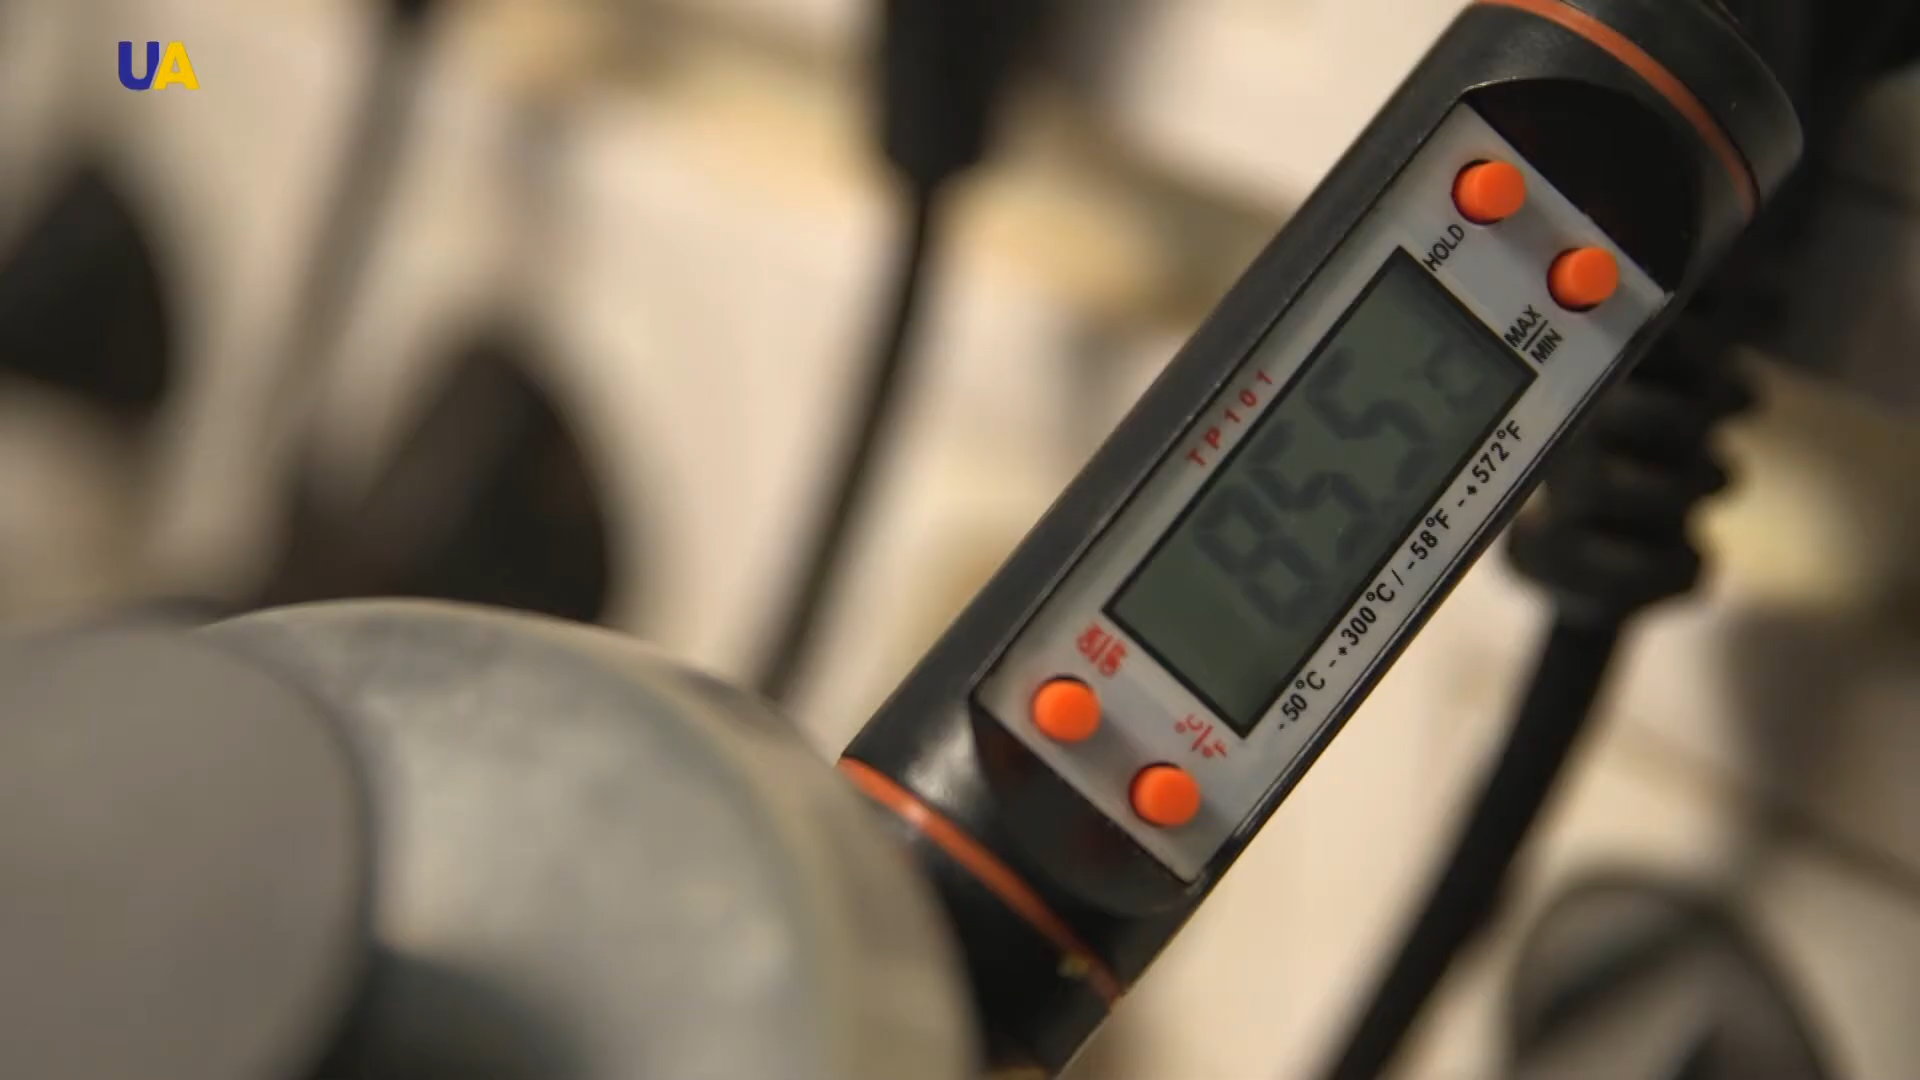 UA
HOLD
MAX
MIN
TP101
85.5
°C/°F
-50°C -+300°C / -58°F -+572°F